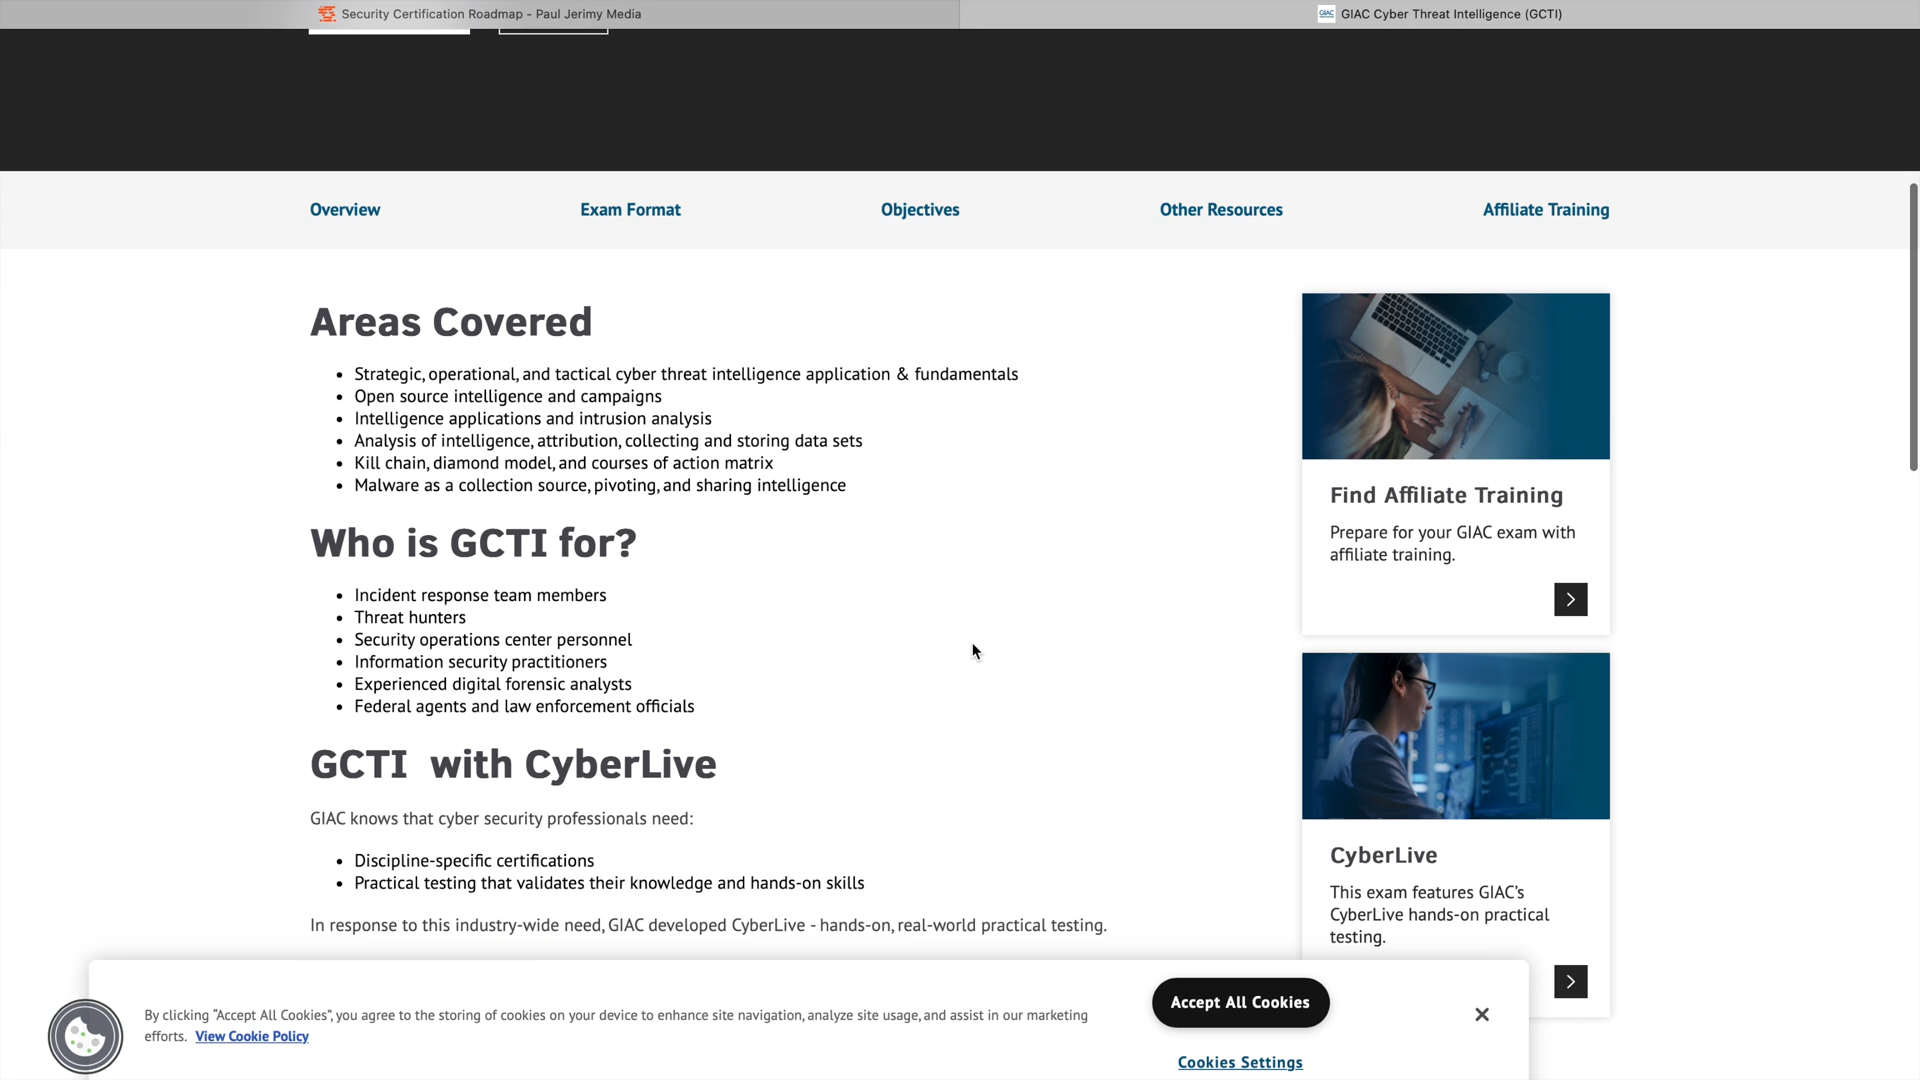 Security Certification Roadmap - Paul Jerimy Media
GIAC
GIAC Cyber Threat Intelligence (GCTI)
Overview
Exam Format
Objectives
Other Resources
Affiliate Training
Areas Covered
• Strategic, operational, and tactical cyber threat intelligence application & fundamentals
• Open source intelligence and campaigns
• Intelligence applications and intrusion analysis
• Analysis of intelligence, attribution, collecting and storing data sets
• Kill chain, diamond model, and courses of action matrix
• Malware as a collection source, pivoting, and sharing intelligence
Who is GCTI for?
• Incident response team members
• Threat hunters
• Security operations center personnel
• Information security practitioners
• Experienced digital forensic analysts
• Federal agents and law enforcement officials
GCTI with CyberLive
GIAC knows that cyber security professionals need:
• Discipline-specific certifications
• Practical testing that validates their knowledge and hands-on skills
In response to this industry-wide need, GIAC developed CyberLive - hands-on, real-world practical testing.
Find Affiliate Training
Prepare for your GIAC exam with
affiliate training.
CyberLive
This exam features GIAC's
CyberLive hands-on practical
testing.
By clicking “Accept All Cookies”, you agree to the storing of cookies on your device to enhance site navigation, analyze site usage, and assist in our marketing
efforts. View Cookie Policy
Accept All Cookies
Cookies Settings